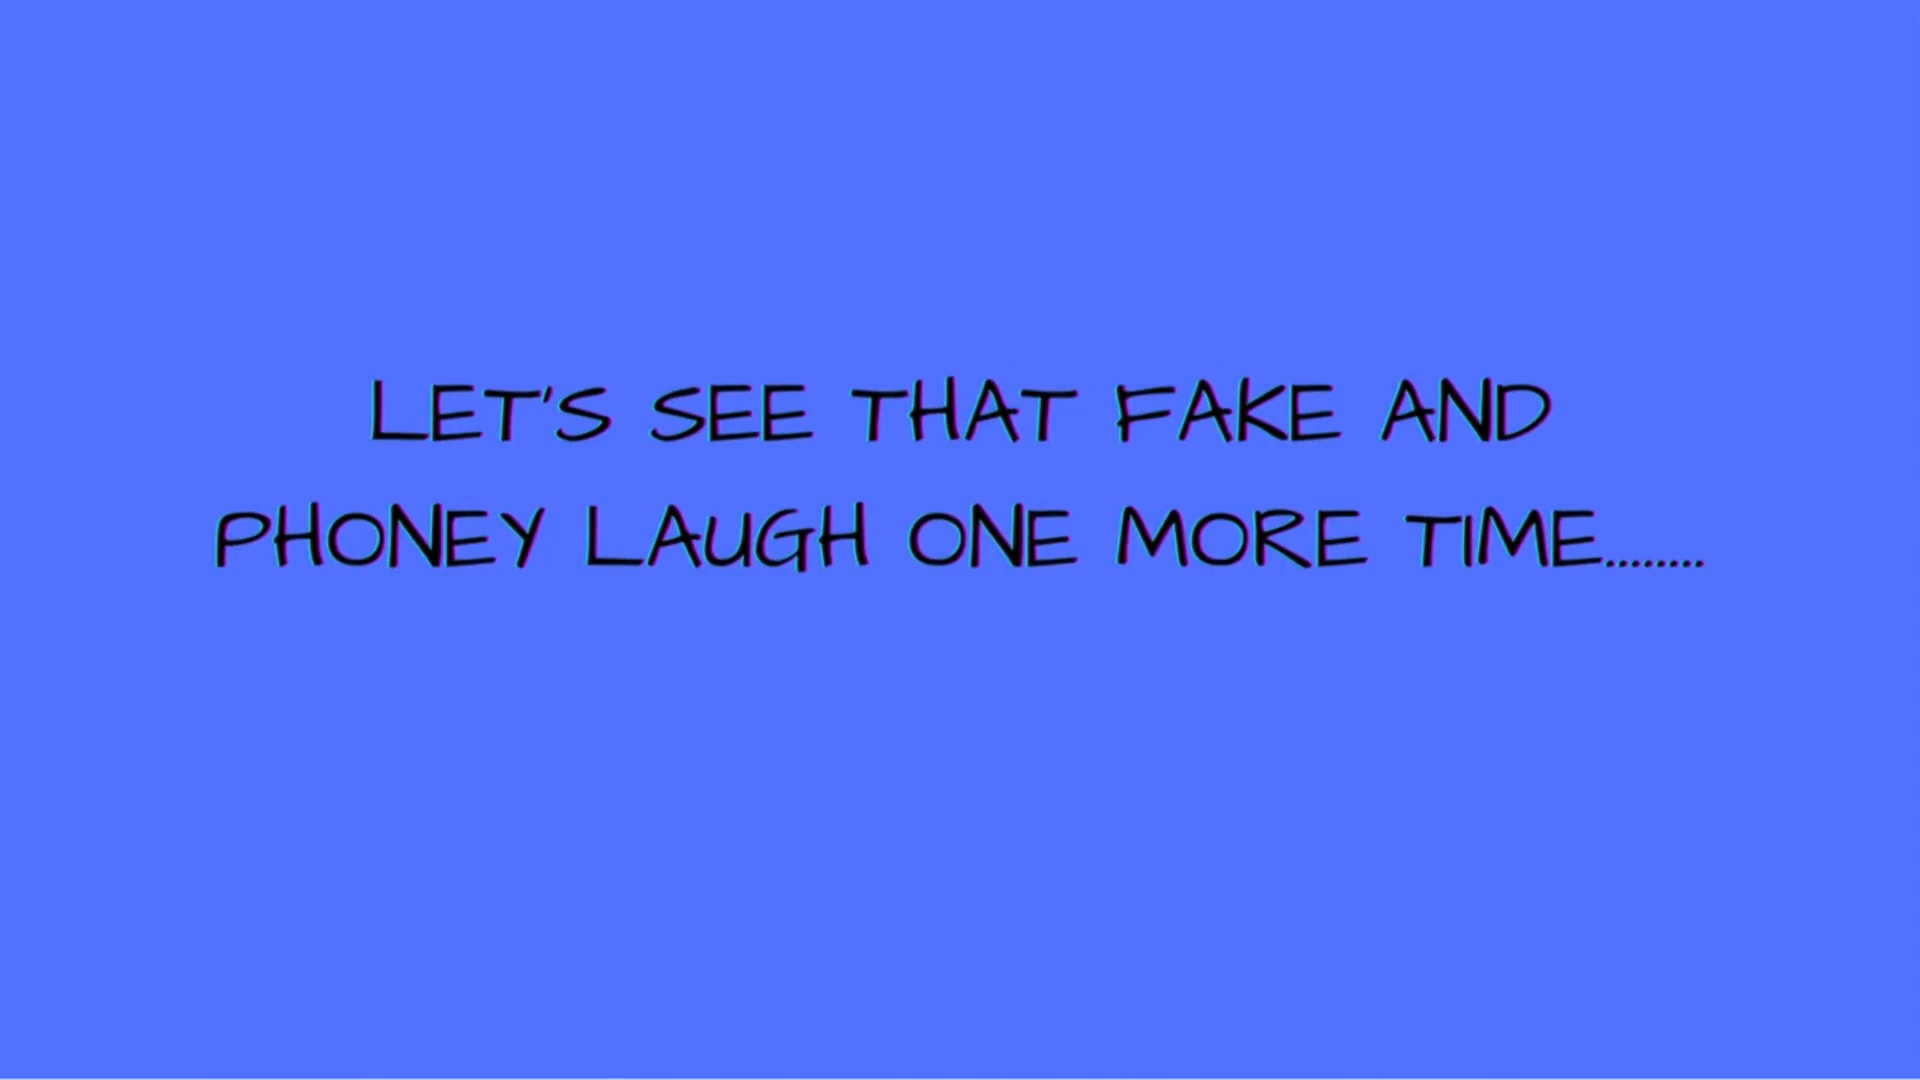 LET'S SEE THAT FAKE AND
PHONEY LAUGH ONE MORE TIME........